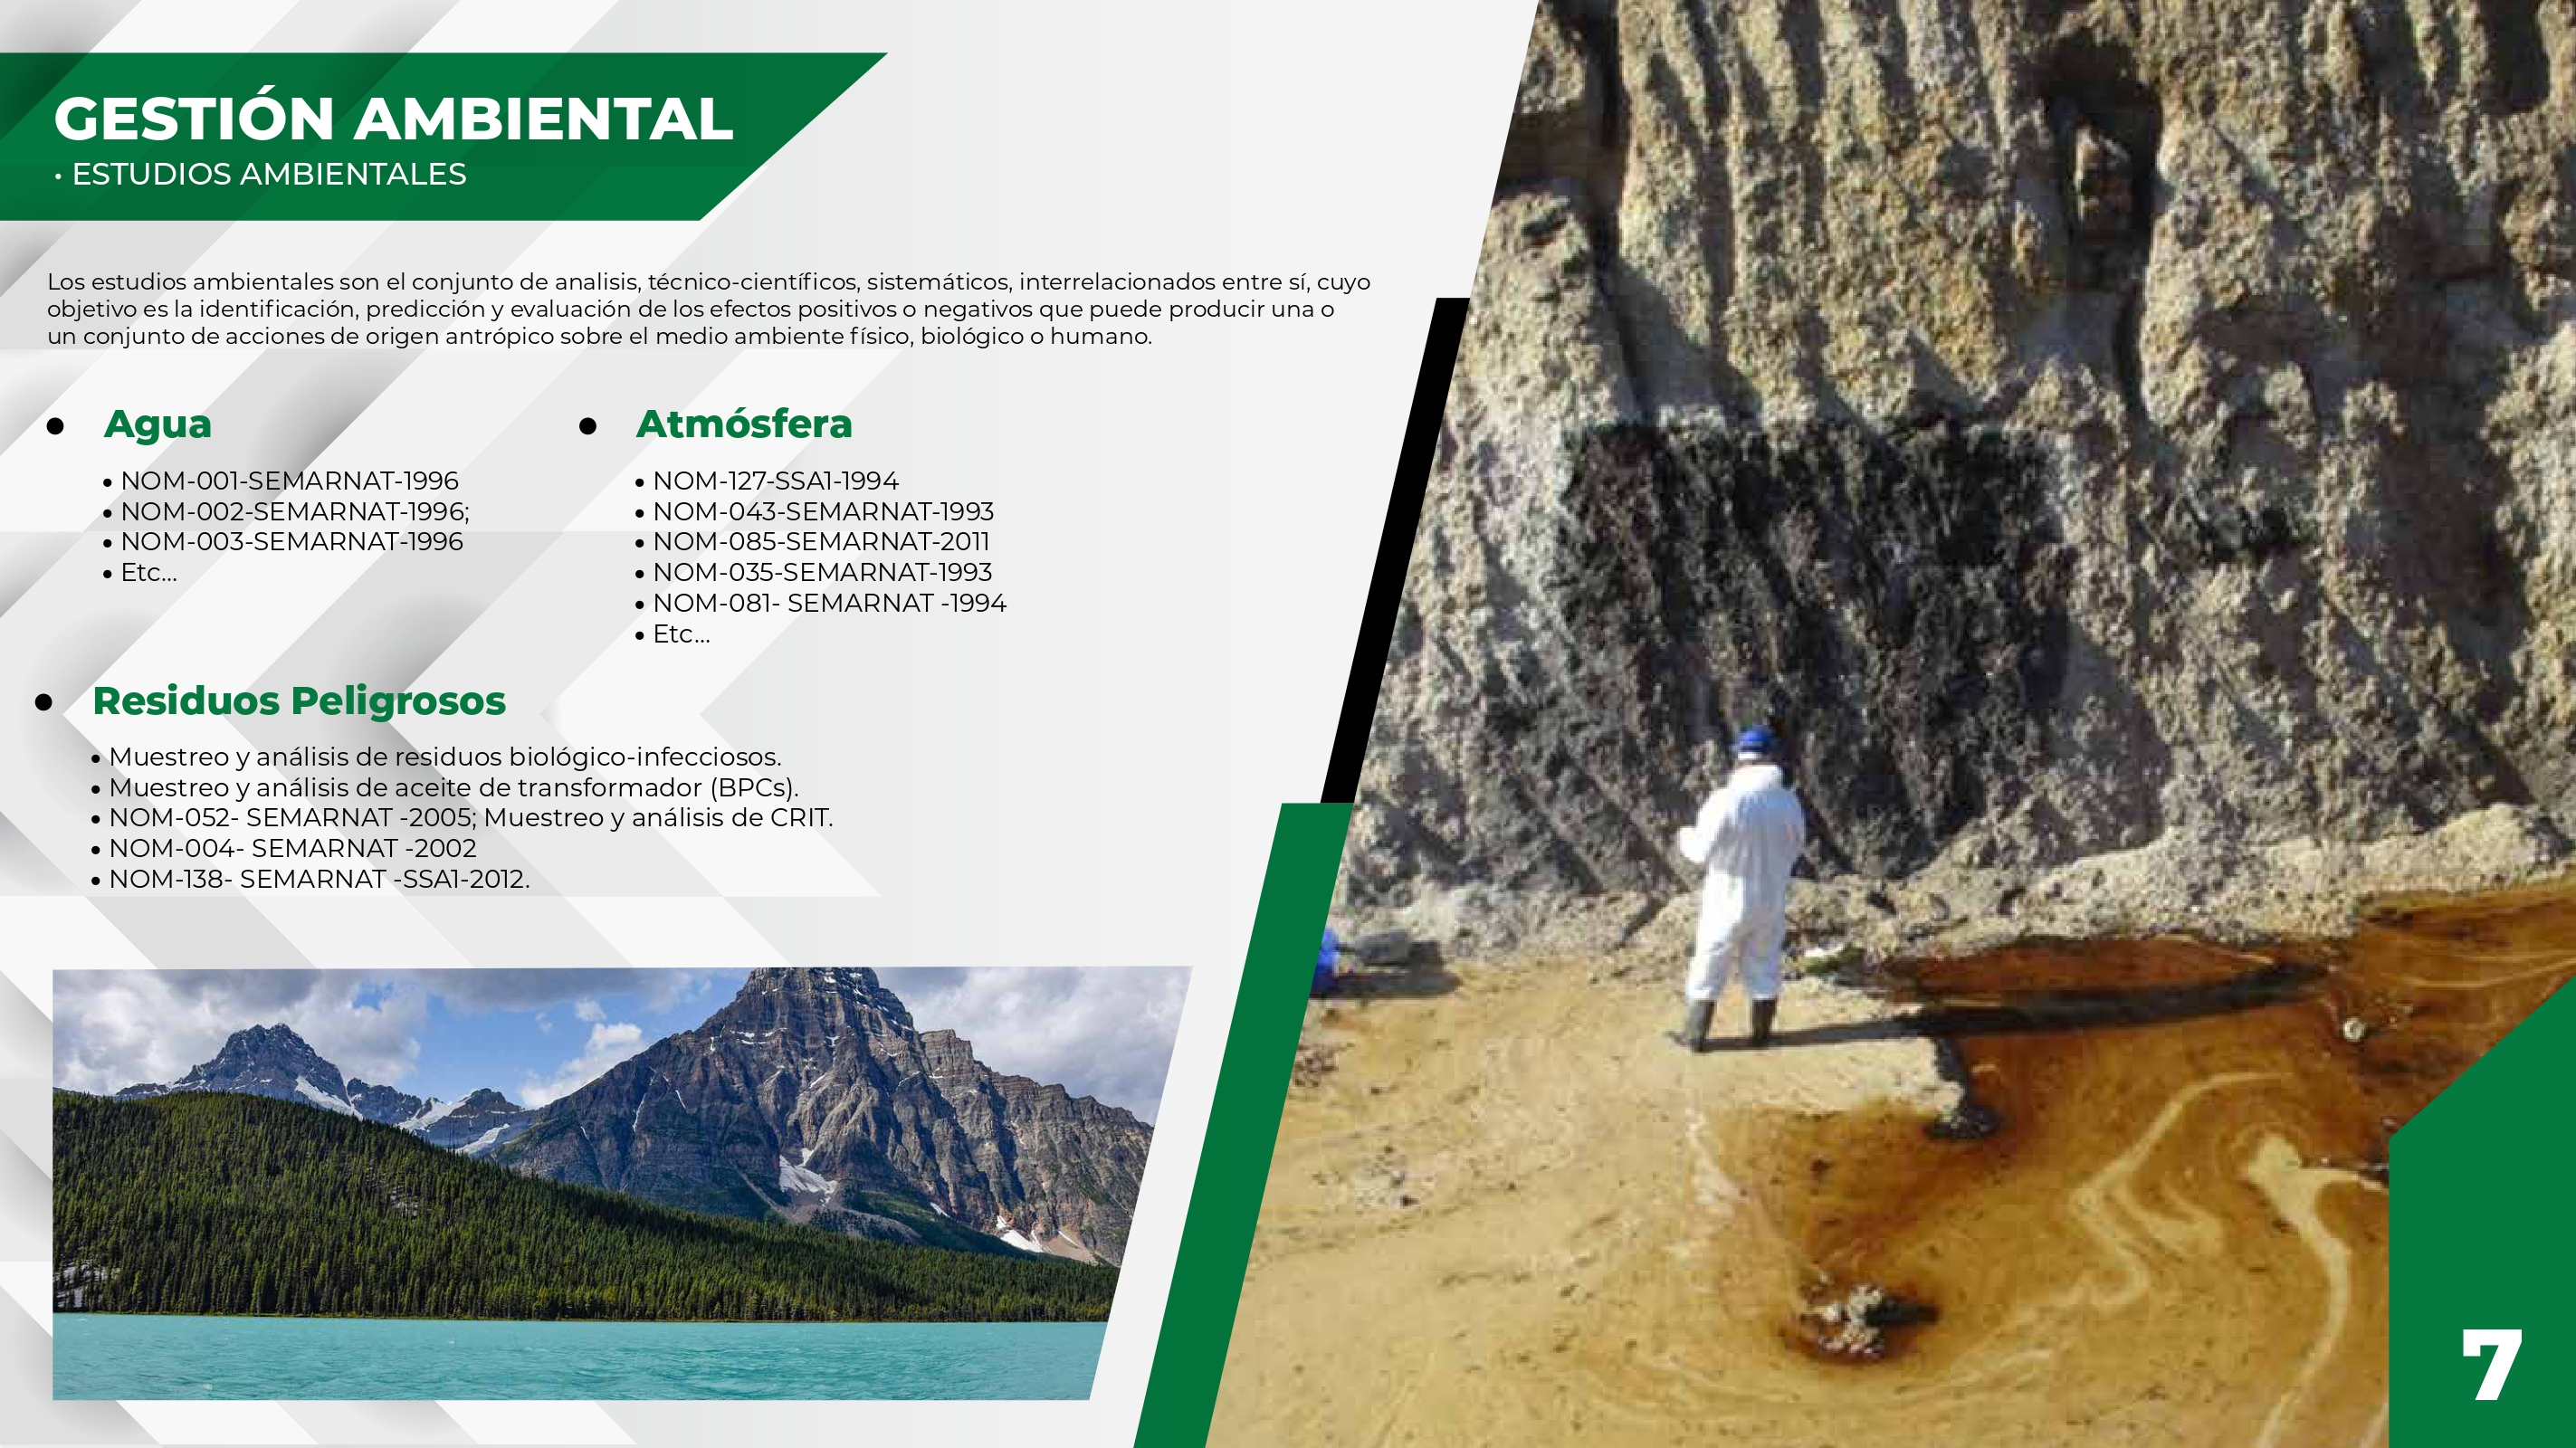 GESTIÓN AMBIENTAL
· ESTUDIOS AMBIENTALES
Los estudios ambientales son el conjunto de analisis, técnico-científicos, sistemáticos, interrelacionados entre sí, cuyo
objetivo es la identificación, predicción y evaluación de los efectos positivos o negativos que puede producir una o
un conjunto de acciones de origen antrópico sobre el medio ambiente físico, biológico o humano.
● Agua
• NOM-001-SEMARNAT-1996
• NOM-002-SEMARNAT-1996;
• NOM-003-SEMARNAT-1996
• Etc...
● Atmósfera
• NOM-127-SSA1-1994
• NOM-043-SEMARNAT-1993
• NOM-085-SEMARNAT-2011
• NOM-035-SEMARNAT-1993
• NOM-081- SEMARNAT -1994
• Etc...
● Residuos Peligrosos
• Muestreo y análisis de residuos biológico-infecciosos.
• Muestreo y análisis de aceite de transformador (BPCs).
• NOM-052- SEMARNAT -2005; Muestreo y análisis de CRIT.
• NOM-004- SEMARNAT -2002
• NOM-138- SEMARNAT -SSA1-2012.
7